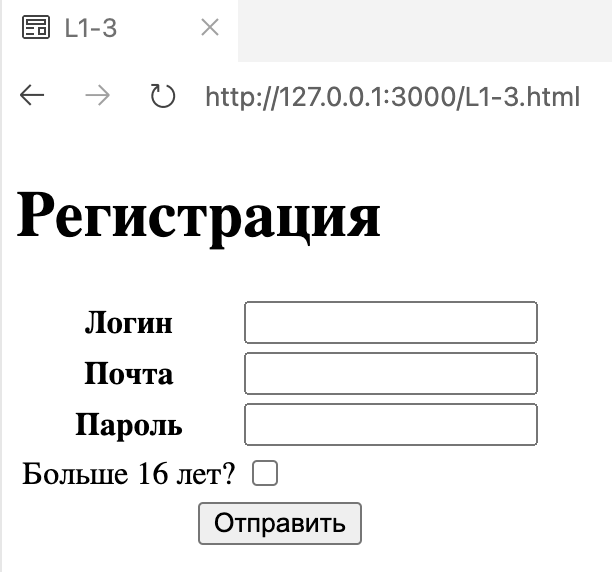 L1-3
http://127.0.0.1:3000/L1-3.html
Регистрация
Логин
Почта
Пароль
Больше 16 лет?
Отправить